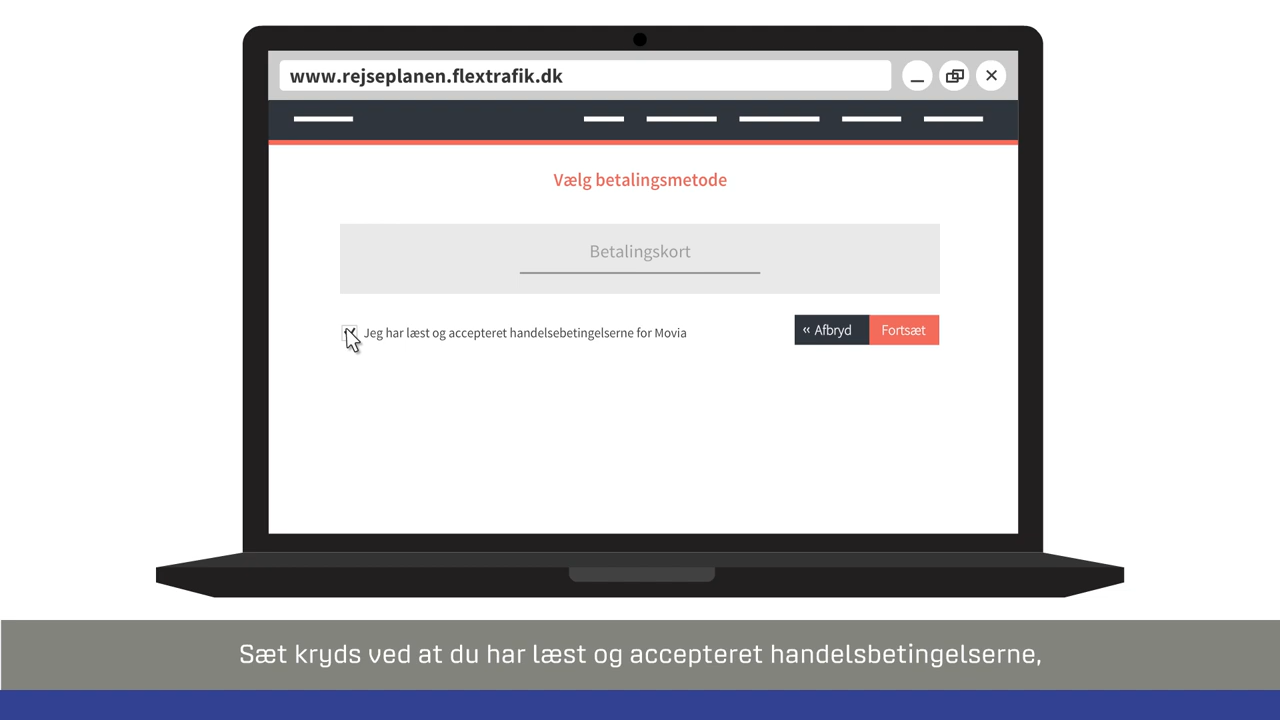 www.rejseplanen.flextrafik.dk
Vælg betalingsmetode
Betalingskort
Jeg har læst og accepteret handelsebetingelserne for Movia
« Afbryd
Fortsæt
Sæt kryds ved at du har læst og accepteret handelsbetingelserne,